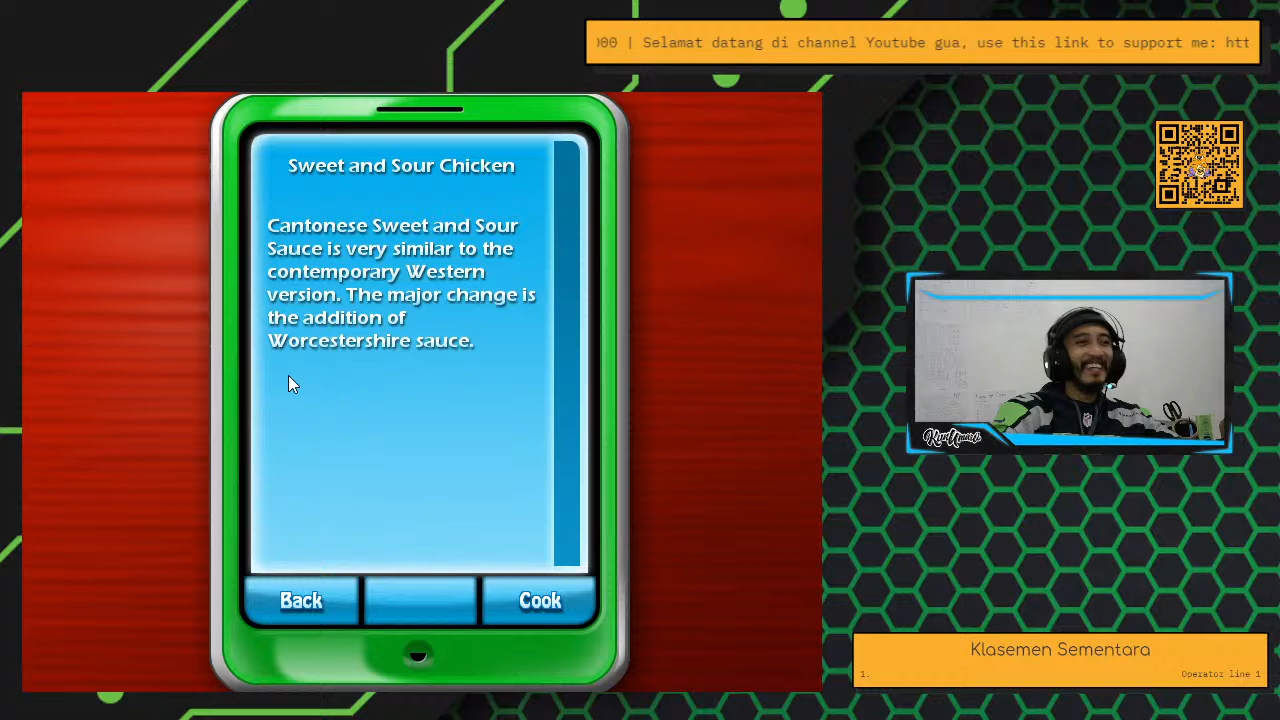 | Selamat datang di channel Youtube gua, use this link to support me:
Sweet and Sour Chicken
Cantonese Sweet and Sour
Sauce is very similar to the
contemporary Western
version. The major change is
the addition of
Worcestershire sauce.
Back
Cook
Klasemen Sementara
1.
Operator line 1